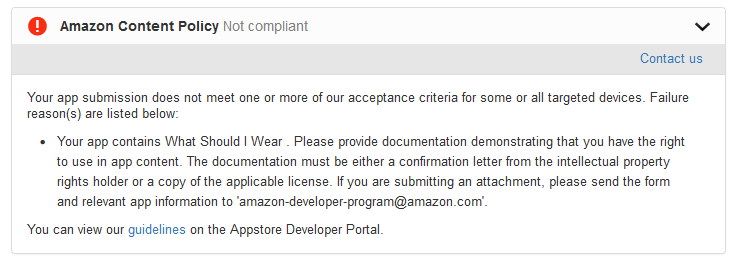 Amazon Content Policy Not compliant
Contact us
Your app submission does not meet one or more of our acceptance criteria for some or all targeted devices. Failure
reason(s) are listed below:
• Your app contains What Should I Wear . Please provide documentation demonstrating that you have the right
to use in app content. The documentation must be either a confirmation letter from the intellectual property
rights holder or a copy of the applicable license. If you are submitting an attachment, please send the form
and relevant app information to 'amazon-developer-program@amazon.com'.
You can view our guidelines on the Appstore Developer Portal.